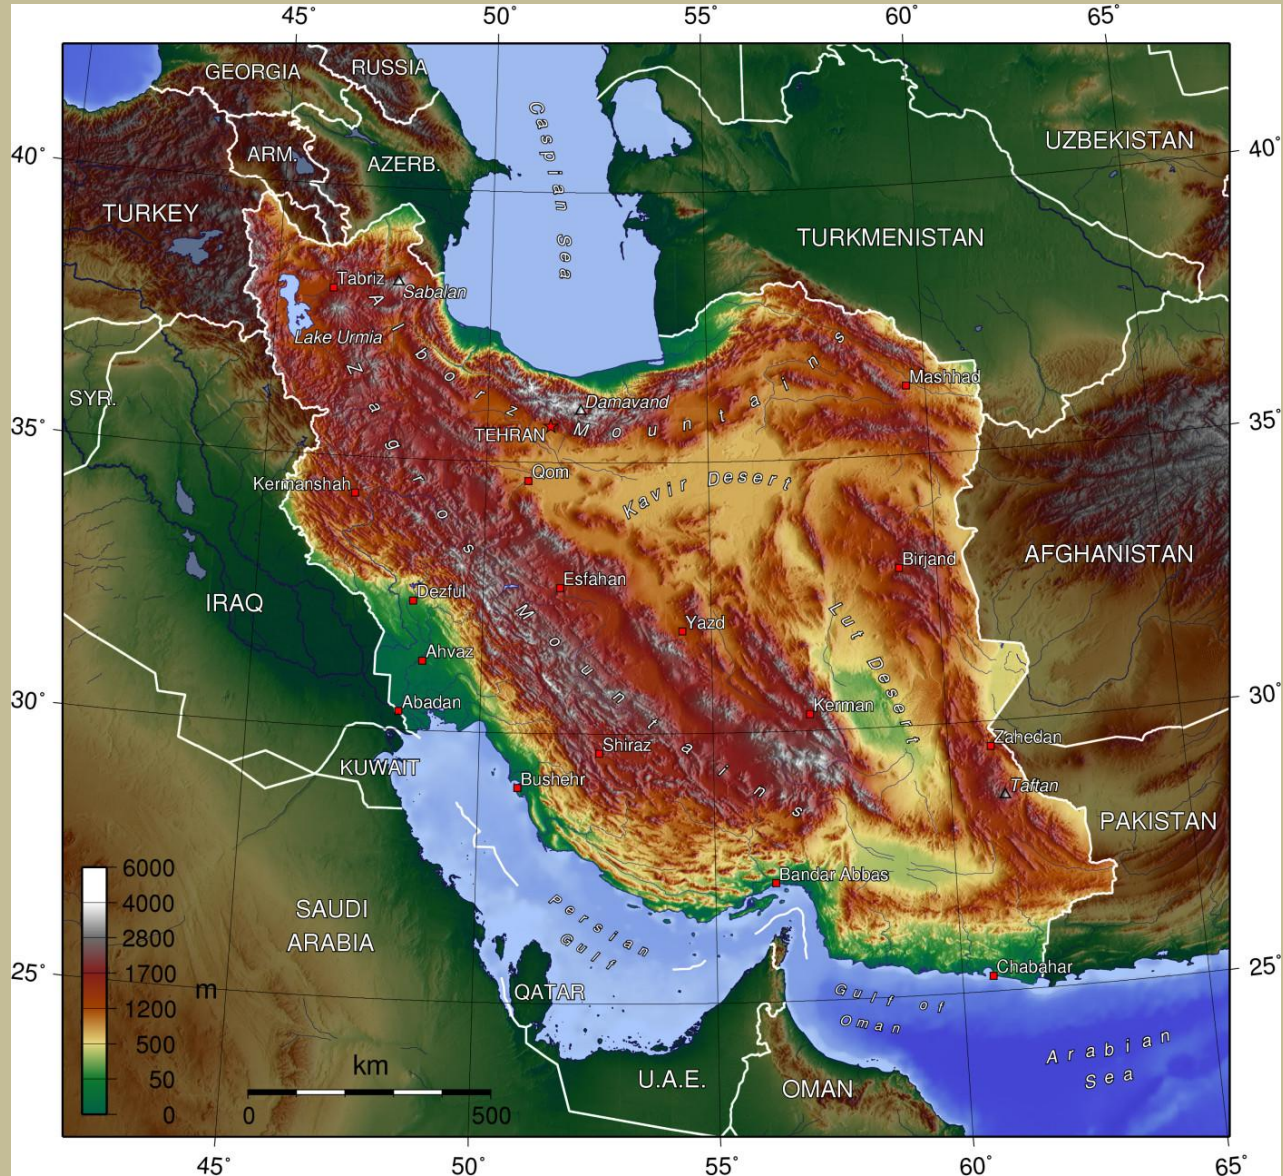 45° 50° 55° 60° 65°
GEORGIA
RUSSIA
Caspian Sea
UZBEKISTAN
40°
ARM.
AZERB.
40°
TURKEY
TURKMENISTAN
Tabriz
Sabalan
Lake Urmia
Alborz Mountains
Mashhad
SYR.
Damavand
35°
TEHRAN
35°
Zagros Mountains
Qom
Kavir Desert
Kermanshah
AFGHANISTAN
Birjand
Esfahan
Dezful
IRAQ
Lut Desert
Yazd
Ahvaz
30°
Abadan
Kerman
30°
Zahedan
Shiraz
KUWAIT
Bushehr
Taftan
PAKISTAN
Bandar Abbas
6000
4000
2800
1700
1200
500
50
0
m
SAUDI
ARABIA
Persian
Gulf
25°
Chabahar
25°
QATAR
Gulf of
Oman
Arabian
Sea
km
0 500
U.A.E.
OMAN
45° 50° 55° 60° 65°